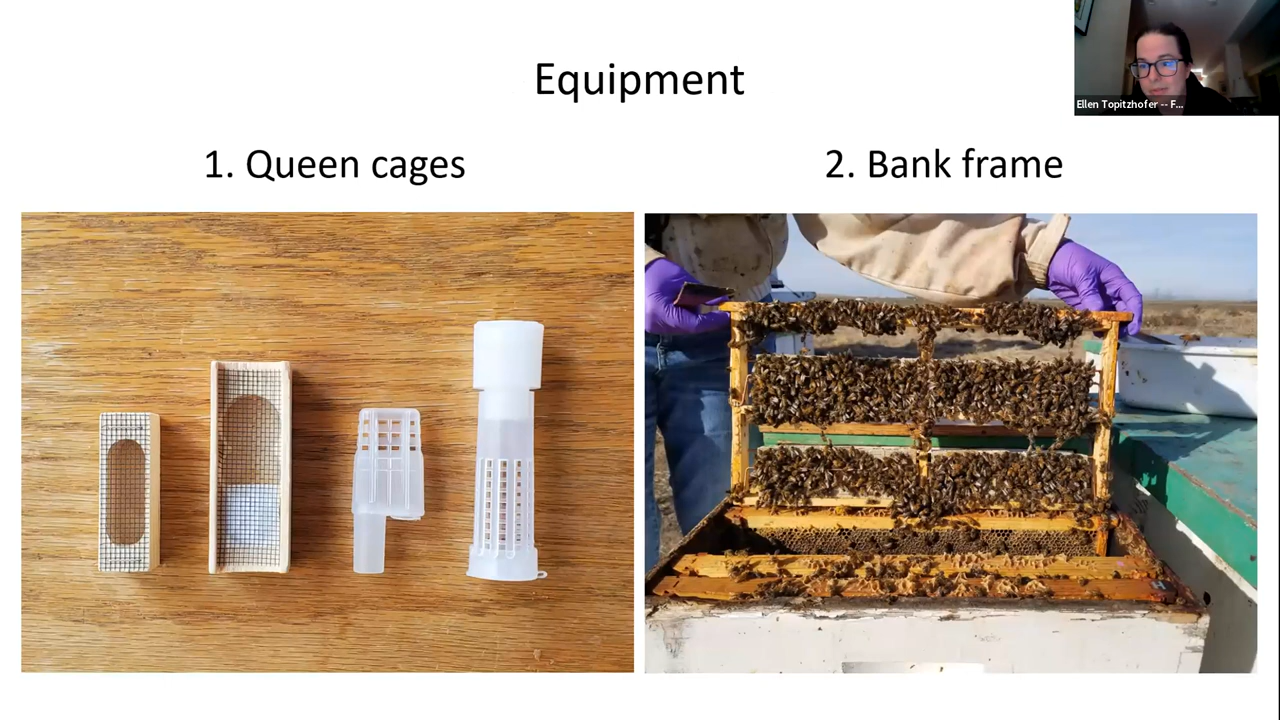 Equipment
Ellen Topitzhofer -- F...
1. Queen cages
2. Bank frame